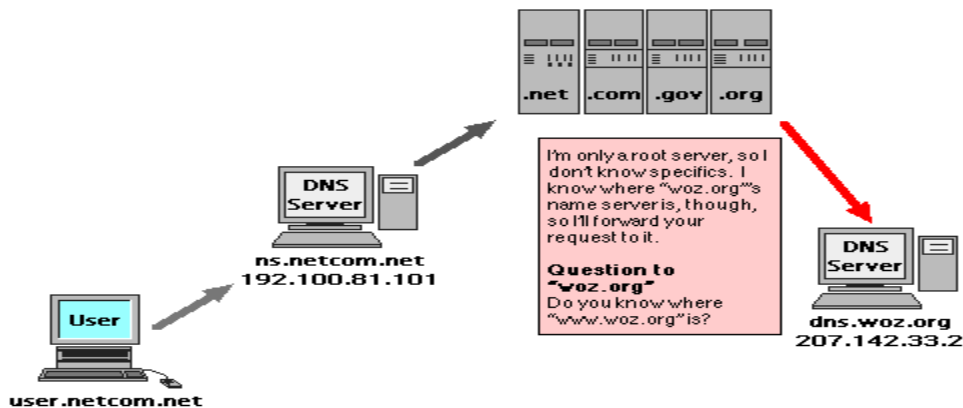 .net .com .gov .org
I'm only a root server, so I
don't know specifics. I
know where "woz.org"'s
name server is, though,
so I'll forward your
request to it.
Question to
"woz.org"
Do you know where
"www.woz.org" is?
DNS
Server
ns.netcom.net
192.100.81.101
DNS
Server
dns.woz.org
207.142.33.2
User
user.netcom.net